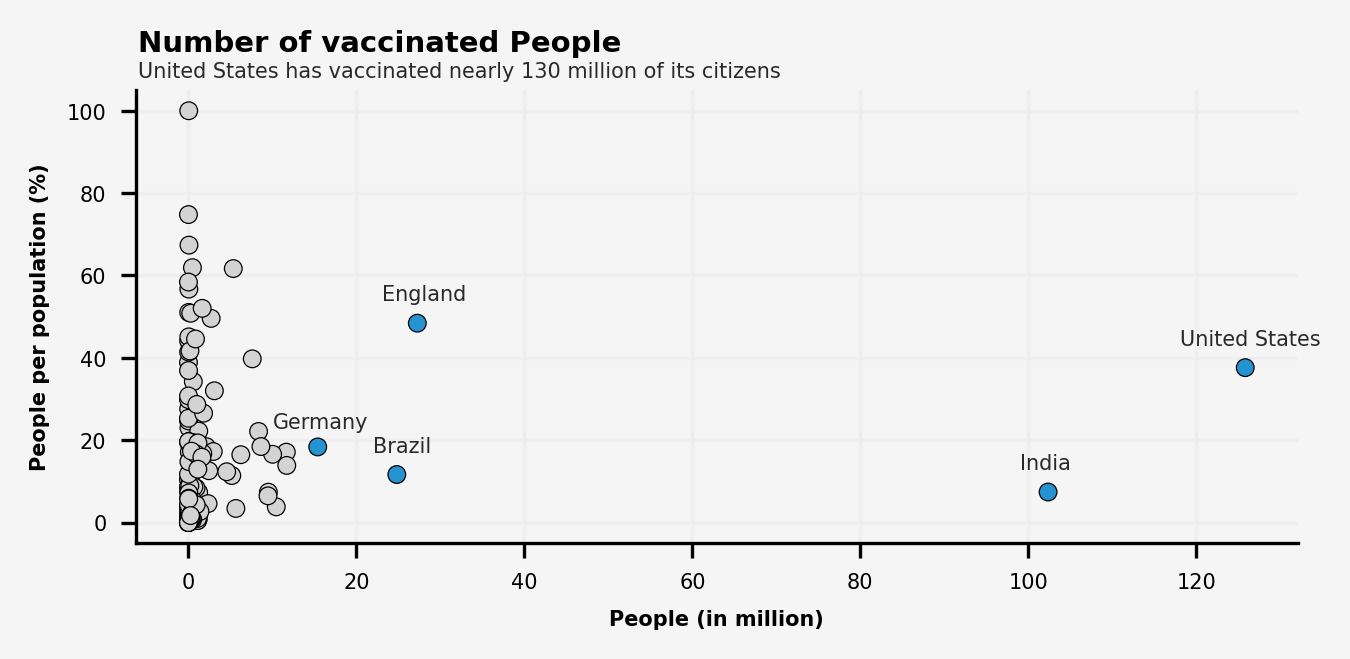 Number of vaccinated People
United States has vaccinated nearly 130 million of its citizens
People per population (%)
100
80
60
40
20
0
England
United States
Germany
Brazil
India
0 20 40 60 80 100 120
People (in million)